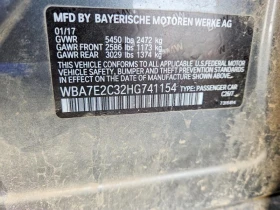 MFD BY BAYERISCHE MOTOREN WERKE AG
01/17
GVWR 5450 lbs 2472 kg
GAWR FRONT 2586 lbs 1173 kg
GAWR REAR 3029 lbs 1374 kg
THIS VEHICLE CONFORMS TO ALL APPLICABLE
FEDERAL MOTOR VEHICLE SAFETY, BUMPER, AND
THEFT PREVENTION STANDARDS IN EFFECT ON
THE DATE OF MANUFACTURE SHOWN ABOVE.
WBA7E2C32HG741154 TYPE: PASSENGER CAR